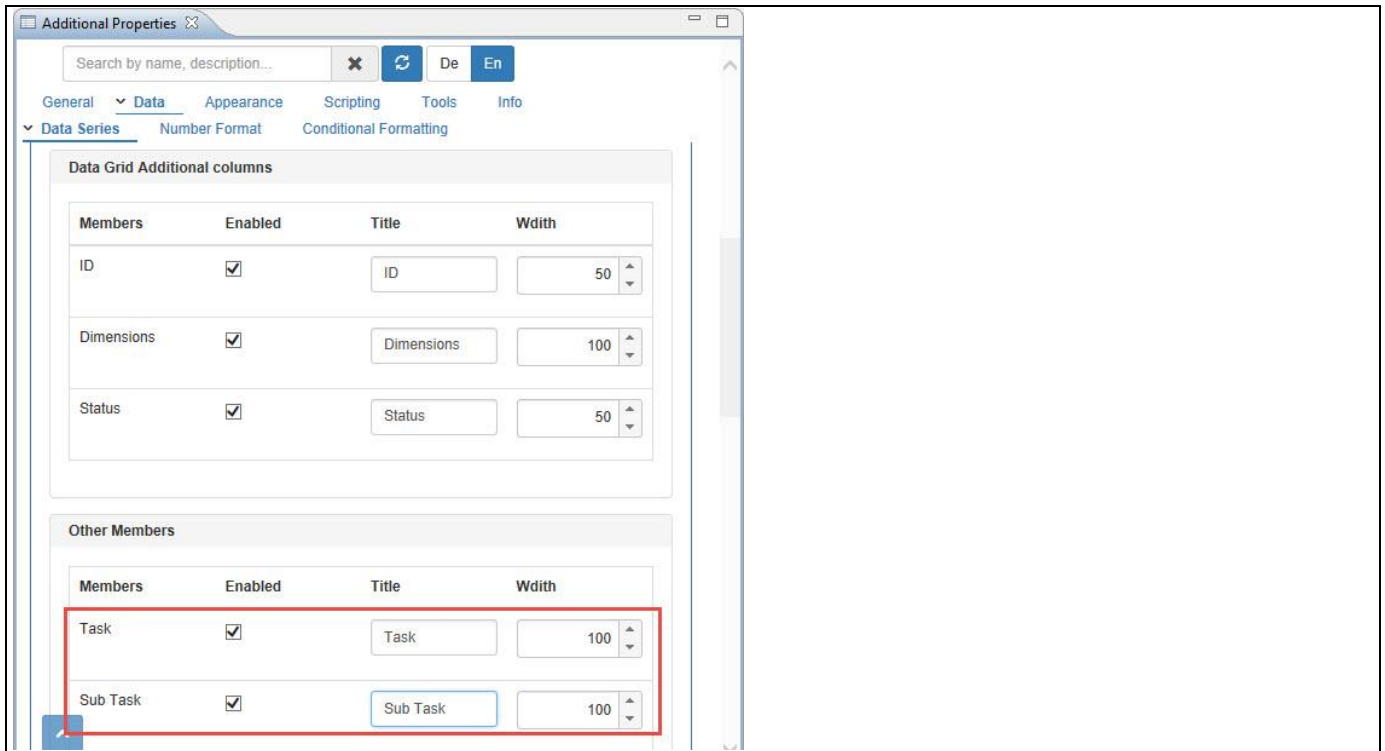 Additional Properties
Search by name, description... De En
General Data Appearance Scripting Tools Info
Data Series Number Format Conditional Formatting
Data Grid Additional columns
Members Enabled Title Wdith
ID ID 50
Dimensions Dimensions 100
Status Status 50
Other Members
Members Enabled Title Wdith
Task Task 100
Sub Task Sub Task 100